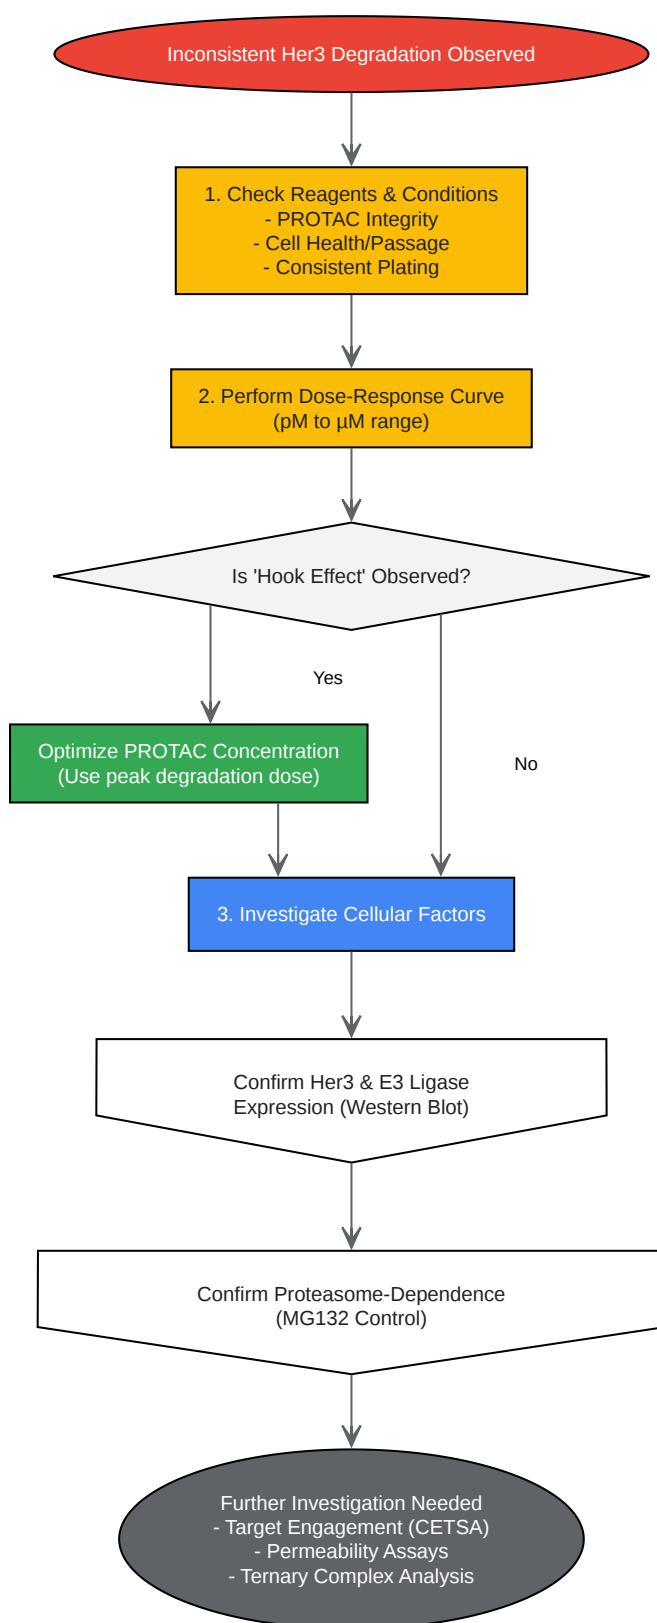 Inconsistent Her3 Degradation Observed
1. Check Reagents & Conditions
- PROTAC Integrity
- Cell Health/Passage
- Consistent Plating
2. Perform Dose-Response Curve
(pM to µM range)
Is 'Hook Effect' Observed?
Yes
Optimize PROTAC Concentration
(Use peak degradation dose)
No
3. Investigate Cellular Factors
Confirm Her3 & E3 Ligase
Expression (Western Blot)
Confirm Proteasome-Dependence
(MG132 Control)
Further Investigation Needed
- Target Engagement (CETSA)
- Permeability Assays
- Ternary Complex Analysis